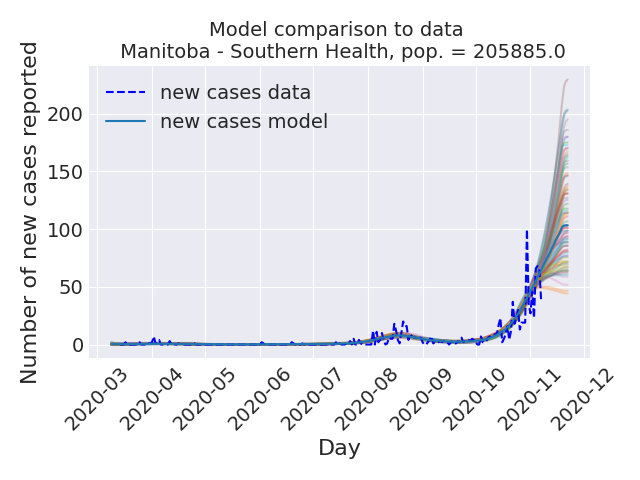 Model comparison to data
Manitoba - Southern Health, pop. = 205885.0
Number of new cases reported
200
150
100
50
0
new cases data
new cases model
2020-03
2020-04
2020-05
2020-06
2020-07
2020-08
2020-09
2020-10
2020-11
2020-12
Day